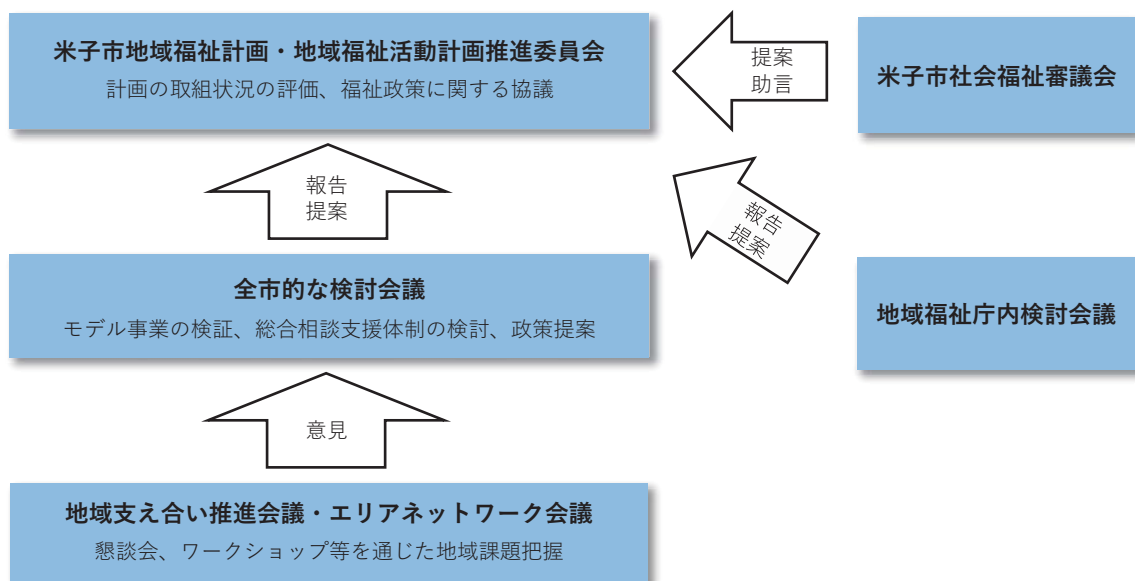 米子市地域福祉計画・地域福祉活動計画推進委員会
計画の取組状況の評価、福祉政策に関する協議
提案
助言
米子市社会福祉審議会
報告
提案
報告
提案
全市的な検討会議
モデル事業の検証、総合相談支援体制の検討、政策提案
地域福祉庁内検討会議
意見
地域支え合い推進会議・エリアネットワーク会議
懇談会、ワークショップ等を通じた地域課題把握